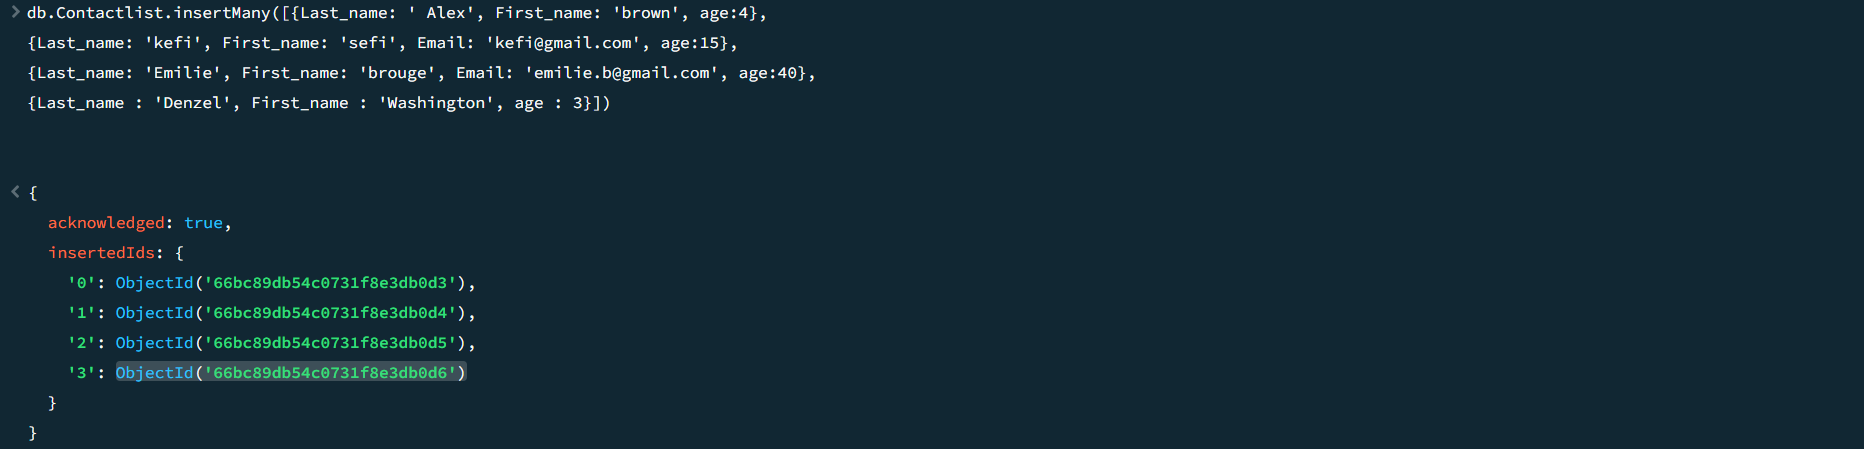 > db.Contactlist.insertMany([{Last_name: ' Alex', First_name: 'brown', age:4},
{Last_name: 'kefi', First_name: 'sefi', Email: 'kefi@gmail.com', age:15},
{Last_name: 'Emilie', First_name: 'brouge', Email: 'emilie.b@gmail.com', age:40},
{Last_name : 'Denzel', First_name : 'Washington', age : 3}])
< {
acknowledged: true,
insertedIds: {
'0': ObjectId('66bc89db54c0731f8e3db0d3'),
'1': ObjectId('66bc89db54c0731f8e3db0d4'),
'2': ObjectId('66bc89db54c0731f8e3db0d5'),
'3': ObjectId('66bc89db54c0731f8e3db0d6')
}
}